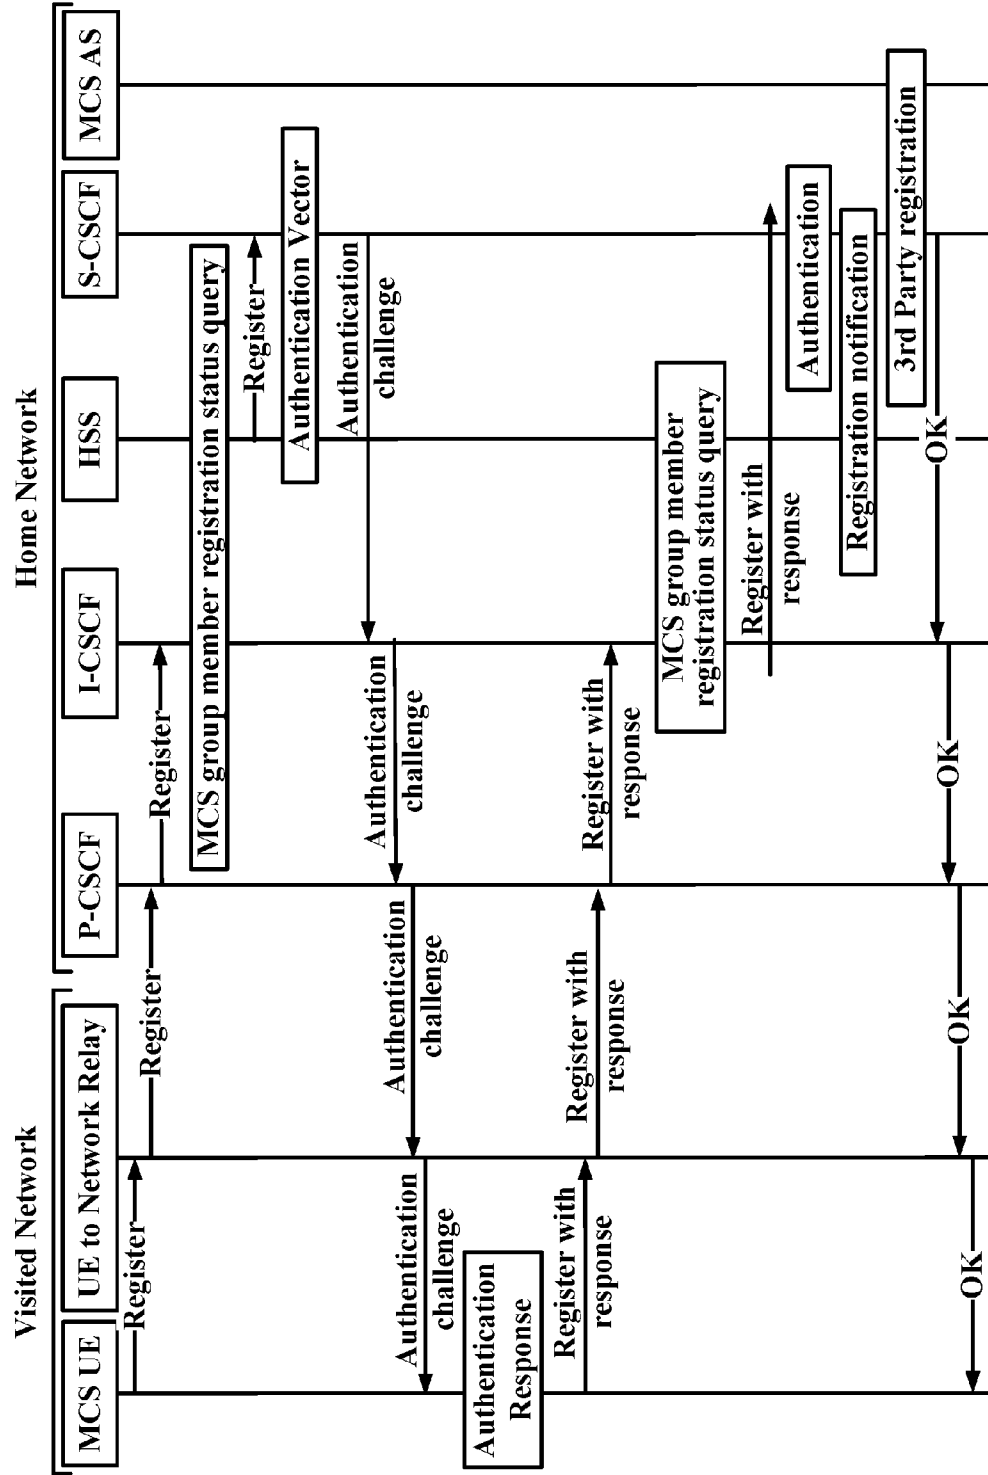 Visited Network
Home Network
MCS UE
UE to Network Relay
P-CSCF
I-CSCF
HSS
S-CSCF
MCS AS
Register
Register
Register
MCS group member registration status query
Register
Authentication Vector
Authentication
challenge
Authentication
challenge
Authentication
challenge
Authentication
challenge
Authentication
Response
Register with
response
Register with
response
Register with
response
MCS group member
registration status query
Register with
response
Authentication
Registration notification
3rd Party registration
OK
OK
OK
OK